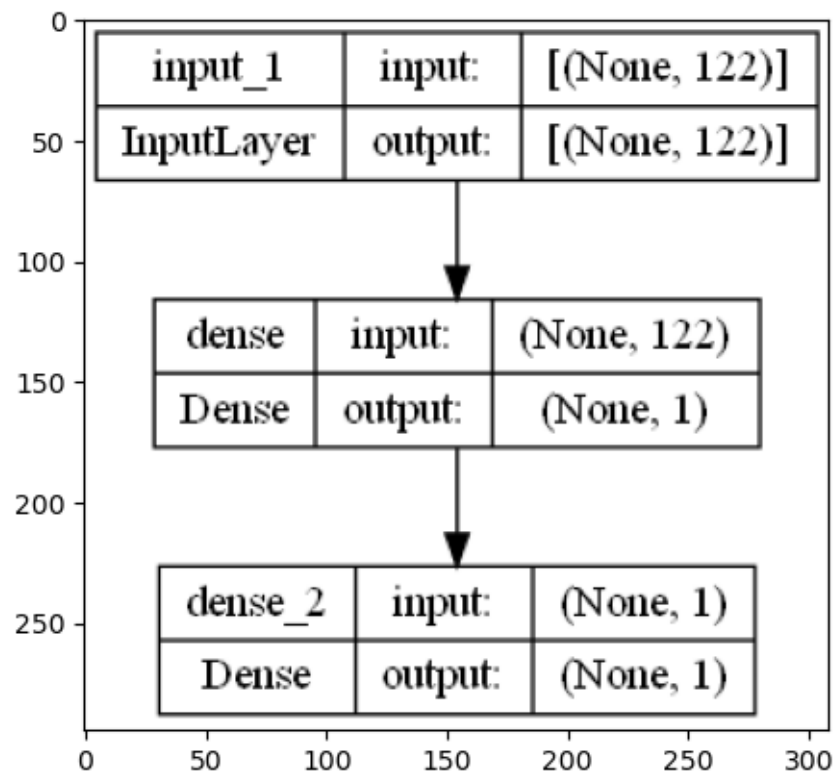 0
50
100
150
200
250
input_1 input: [(None, 122)]
InputLayer output: [(None, 122)]
dense input: (None, 122)
Dense output: (None, 1)
dense_2 input: (None, 1)
Dense output: (None, 1)
0 50 100 150 200 250 300